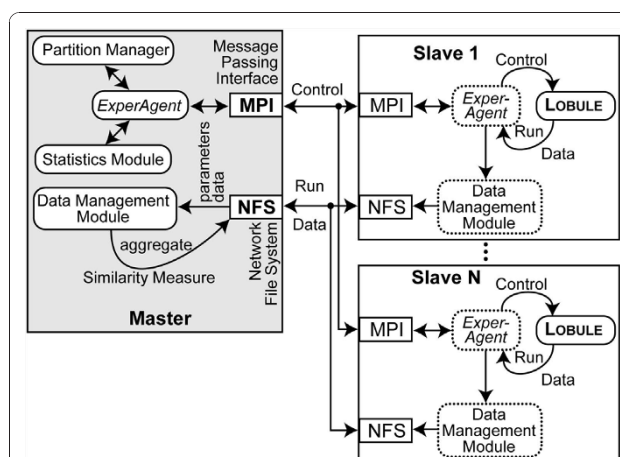 Partition Manager
Message
Passing
Interface
ExperAgent
MPI
Control
Statistics Module
parameters
data
Data Management
Module
NFS
Run
Data
aggregate
Similarity Measure
Network
File System
Master
Slave 1
Control
MPI
Exper-
Agent
LOBULE
Run
Data
NFS
Data
Management
Module
Slave N
Control
MPI
Exper-
Agent
LOBULE
Run
Data
NFS
Data
Management
Module